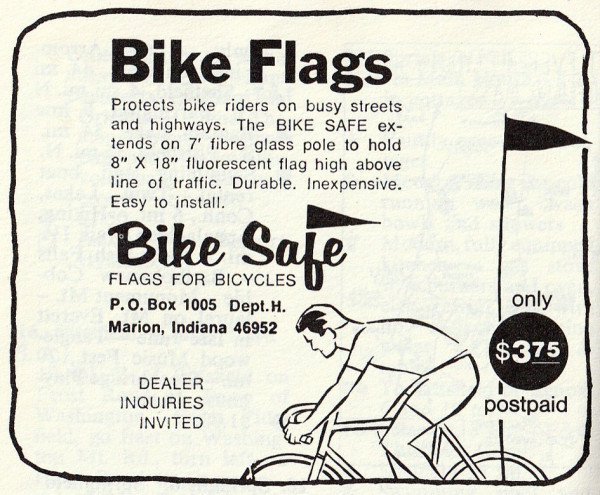 Bike Flags
Protects bike riders on busy streets
and highways. The BIKE SAFE ex-
tends on 7' fibre glass pole to hold
8" X 18" fluorescent flag high above
line of traffic. Durable. Inexpensive.
Easy to install.
Bike Safe
FLAGS FOR BICYCLES
P.O. Box 1005 Dept.H.
Marion, Indiana 46952
only
$3.75
postpaid
DEALER
INQUIRIES
INVITED